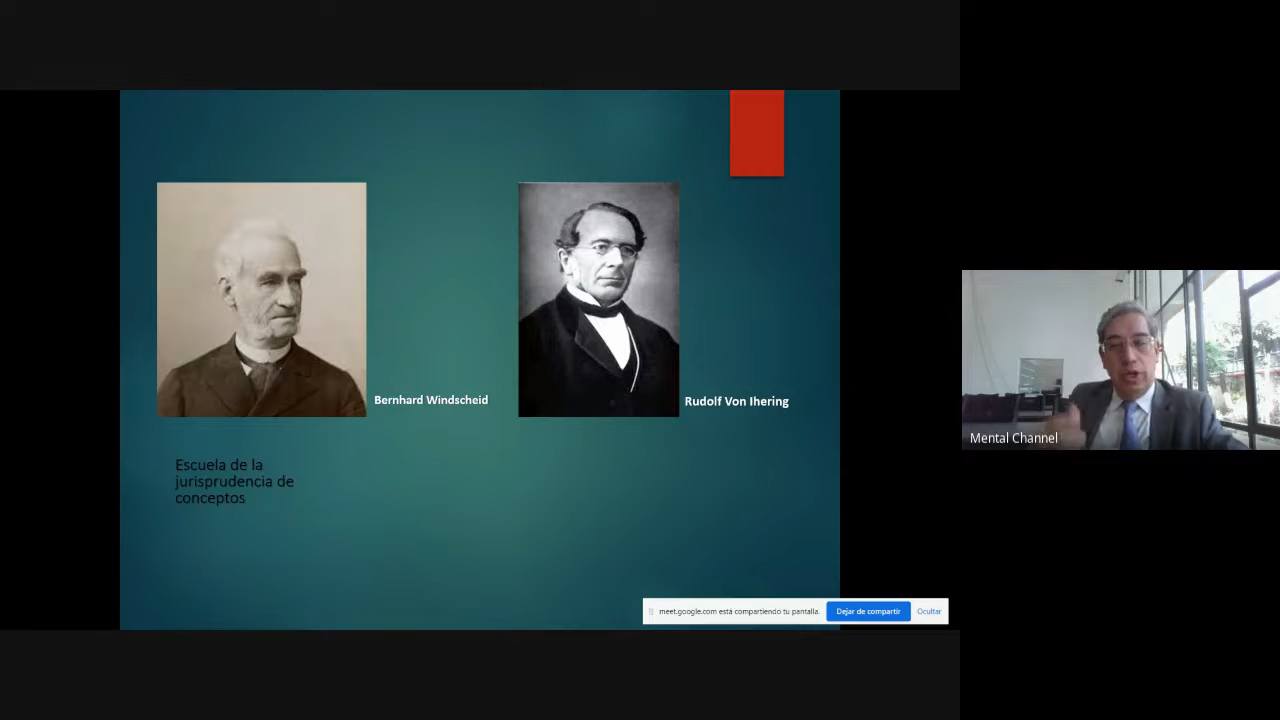 Bernhard Windscheid
Rudolf Von Ihering
Escuela de la
jurisprudencia de
conceptos
Mental Channel
meet.google.com está compartiendo tu pantalla.
Dejar de compartir
Ocultar